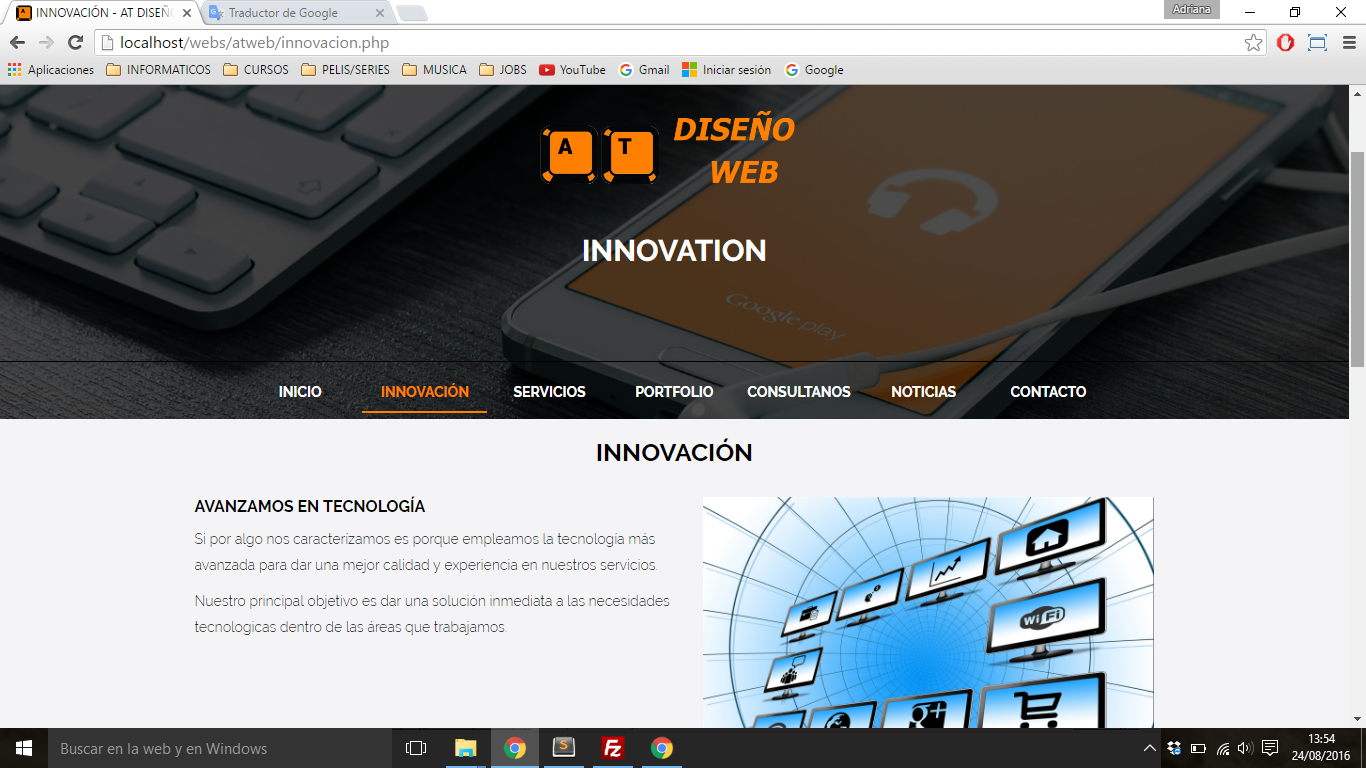 INNOVACIÓN - AT DISEÑ
Traductor de Google
Adriana
localhost/webs/atweb/innovacion.php
Aplicaciones INFORMATICOS CURSOS PELIS/SERIES MUSICA JOBS YouTube Gmail Iniciar sesión Google
A T DISEÑO
WEB
INNOVATION
Google play
INICIO INNOVACIÓN SERVICIOS PORTFOLIO CONSULTANOS NOTICIAS CONTACTO
INNOVACIÓN
AVANZAMOS EN TECNOLOGÍA
Si por algo nos caracterizamos es porque empleamos la tecnología más
avanzada para dar una mejor calidad y experiencia en nuestros servicios.
Nuestro principal objetivo es dar una solución inmediata a las necesidades
tecnologicas dentro de las áreas que trabajamos.
WiFi
g+
Buscar en la web y en Windows
S
Fz
13:54
24/08/2016